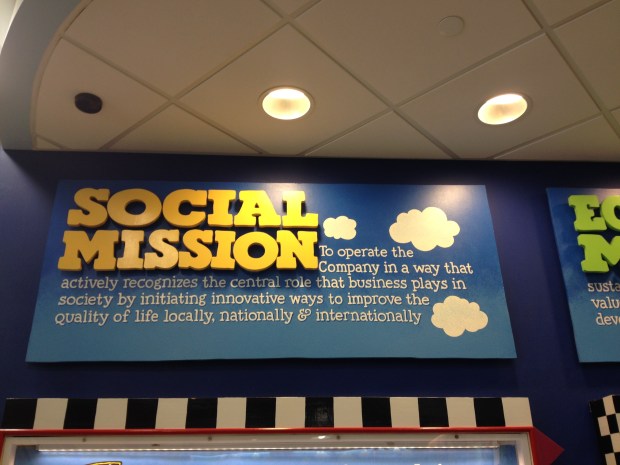 SOCIAL
MISSION
To operate the
Company in a way that
actively recognizes the central role that business plays in
society by initiating innovative ways to improve the
quality of life locally, nationally & internationally